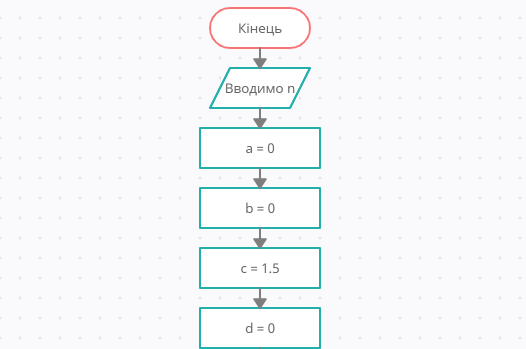 Кінець
Вводимо n
a = 0
b = 0
c = 1.5
d = 0